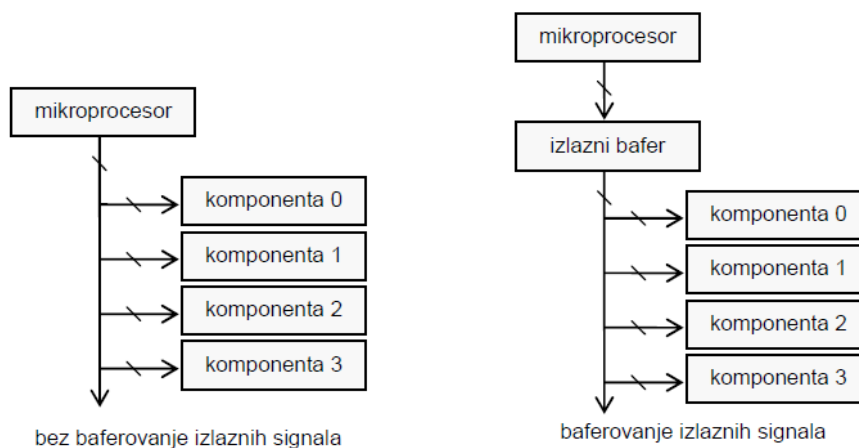 mikroprocesor
komponenta 0
komponenta 1
komponenta 2
komponenta 3
bez baferovanje izlaznih signala
mikroprocesor
izlazni bafer
komponenta 0
komponenta 1
komponenta 2
komponenta 3
baferovanje izlaznih signala